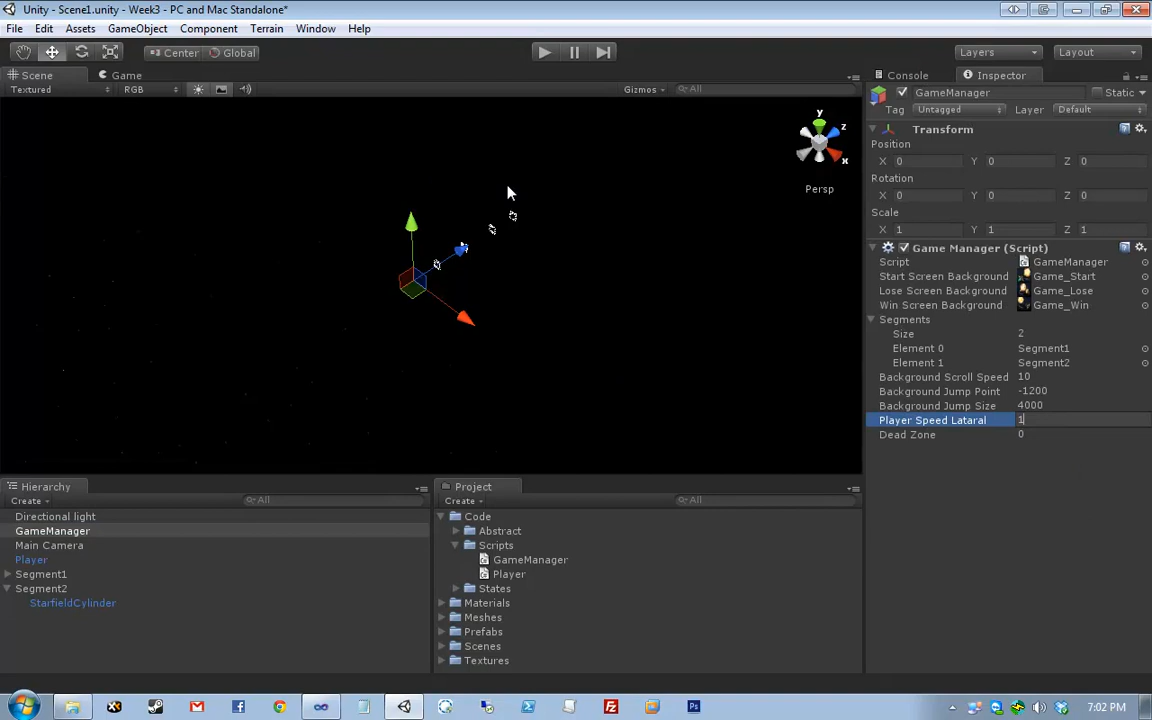 Unity - Scene1.unity - Week3 - PC and Mac Standalone*
File Edit Assets GameObject Component Terrain Window Help
Center Global Layers Layout
Scene Game Console Inspector
Textured RGB Gizmos All
GameManager Static
Tag Untagged Layer Default
Transform
Position
X 0 Y 0 Z 0
Rotation
X 0 Y 0 Z 0
Scale
X 1 Y 1 Z 1
y
z
x
Persp
Game Manager (Script)
Script GameManager
Start Screen Background Game_Start
Lose Screen Background Game_Lose
Win Screen Background Game_Win
Segments
Size 2
Element 0 Segment1
Element 1 Segment2
Background Scroll Speed 10
Background Jump Point -1200
Background Jump Size 4000
Player Speed Lataral 1
Dead Zone 0
Hierarchy
Create All
Directional light
GameManager
Main Camera
Player
Segment1
Segment2
StarfieldCylinder
Project
Create All
Code
Abstract
Scripts
GameManager
Player
States
Materials
Meshes
Prefabs
Scenes
Textures
7:02 PM